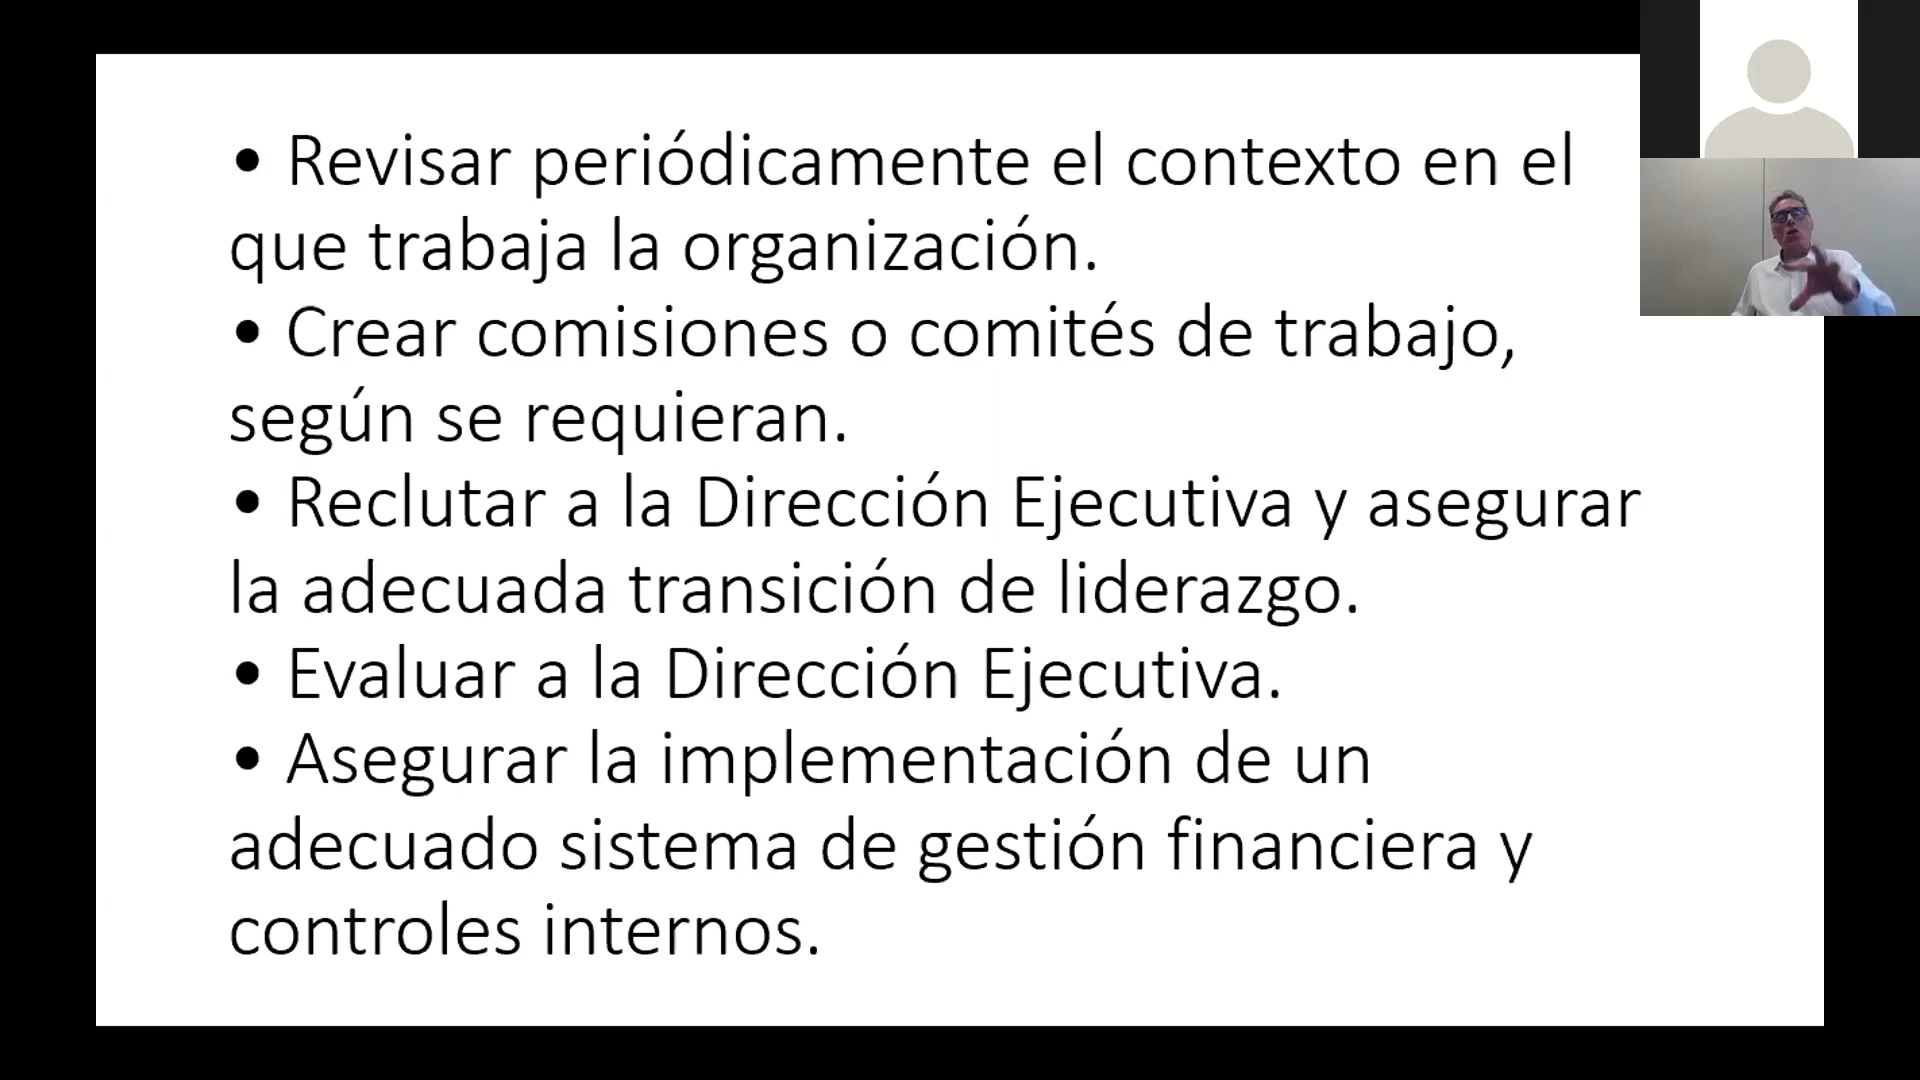 • Revisar periódicamente el contexto en el
que trabaja la organización.
• Crear comisiones o comités de trabajo,
según se requieran.
• Reclutar a la Dirección Ejecutiva y asegurar
la adecuada transición de liderazgo.
• Evaluar a la Dirección Ejecutiva.
• Asegurar la implementación de un
adecuado sistema de gestión financiera y
controles internos.